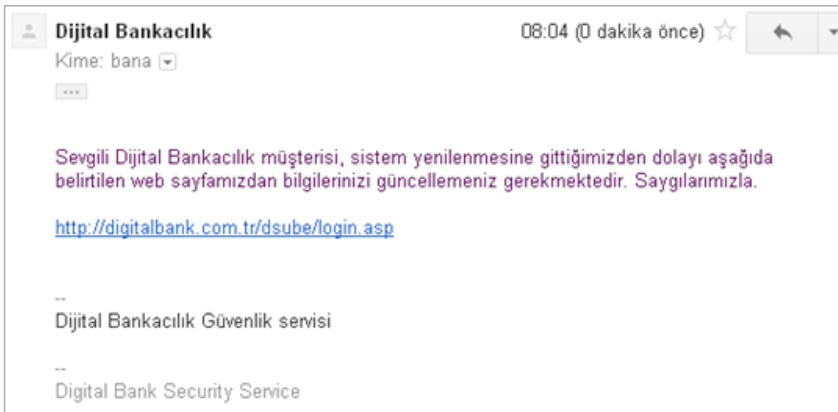 Dijital Bankacılık 08:04 (0 dakika önce)
Kime: bana
Sevgili Dijital Bankacılık müşterisi, sistem yenilenmesine gittiğimizden dolayı aşağıda
belirtilen web sayfamızdan bilgilerinizi güncellemeniz gerekmektedir. Saygılarımızla.
http://digitalbank.com.tr/dsube/login.asp
--
Dijital Bankacılık Güvenlik servisi
--
Digital Bank Security Service